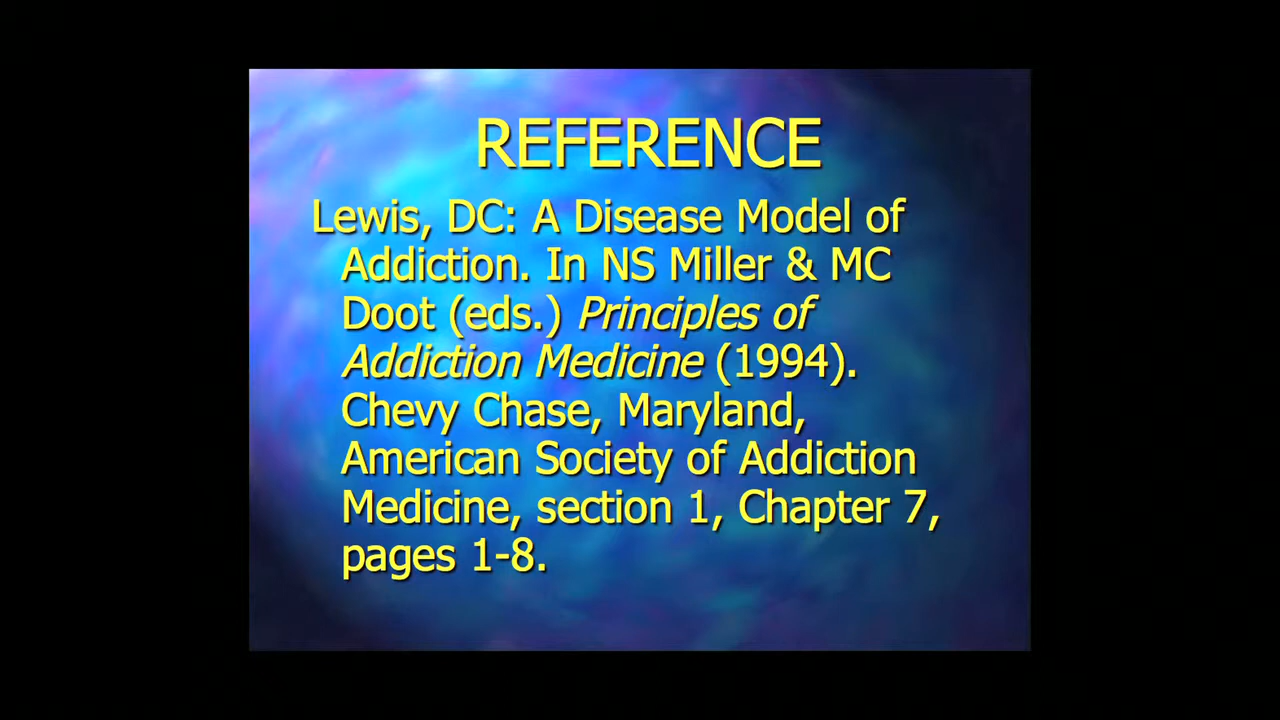 REFERENCE
Lewis, DC: A Disease Model of
Addiction. In NS Miller & MC
Doot (eds.) Principles of
Addiction Medicine (1994).
Chevy Chase, Maryland,
American Society of Addiction
Medicine, section 1, Chapter 7,
pages 1-8.